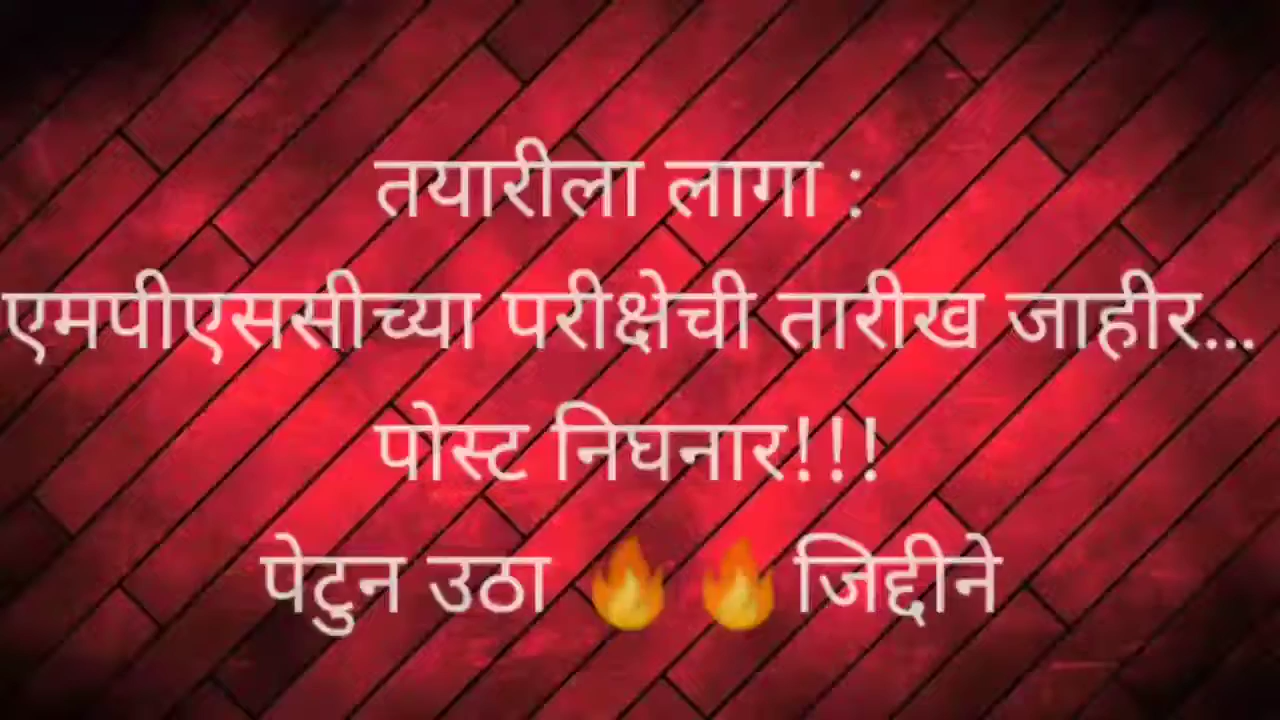 तयारीला लागा :
एमपीएससीच्या परीक्षेची तारीख जाहीर...
पोस्ट निघनार!!!
पेटुन उठा 🔥 🔥 जिद्दीने